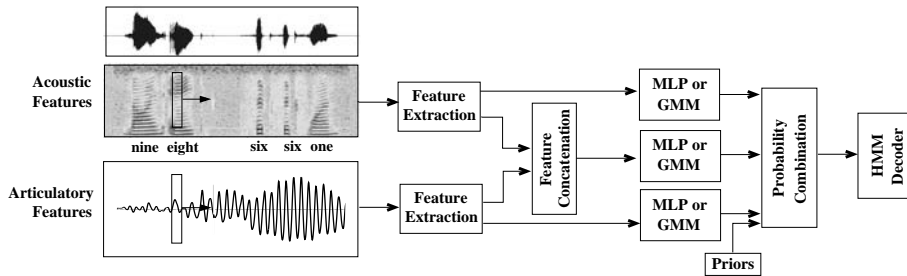 Acoustic
Features
nine eight six six one
Articulatory
Features
Feature
Extraction
Feature
Extraction
Feature
Concatenation
MLP or
GMM
MLP or
GMM
MLP or
GMM
Priors
Probability
Combination
HMM
Decoder